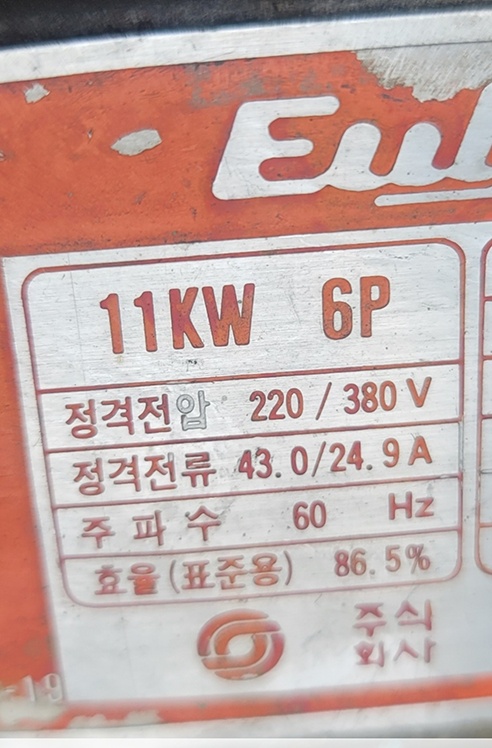 11KW 6P
정격전압 220 / 380 V
정격전류 43.0/24.9 A
주파수 60 Hz
효율(표준용) 86.5%
주식
회사